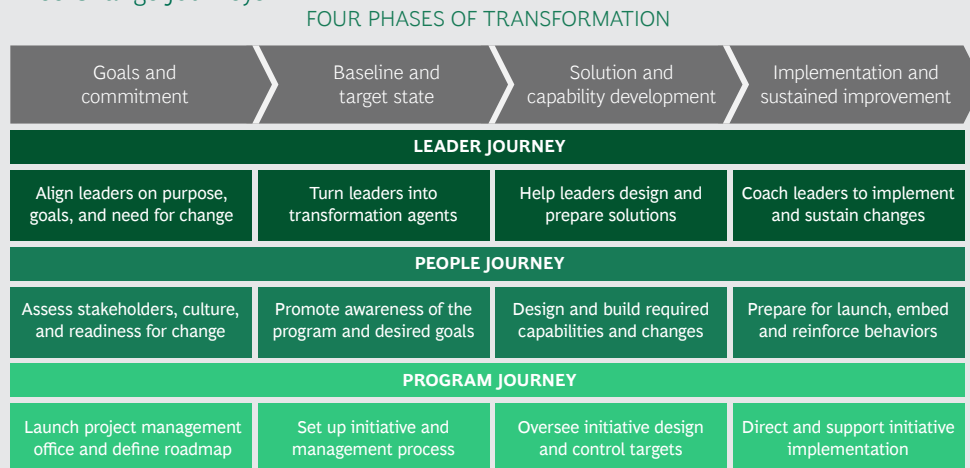 FOUR PHASES OF TRANSFORMATION
Goals and
commitment
Baseline and
target state
Solution and
capability development
Implementation and
sustained improvement
LEADER JOURNEY
Align leaders on purpose,
goals, and need for change
Turn leaders into
transformation agents
Help leaders design and
prepare solutions
Coach leaders to implement
and sustain changes
PEOPLE JOURNEY
Assess stakeholders, culture,
and readiness for change
Promote awareness of the
program and desired goals
Design and build required
capabilities and changes
Prepare for launch, embed
and reinforce behaviors
PROGRAM JOURNEY
Launch project management
office and define roadmap
Set up initiative and
management process
Oversee initiative design
and control targets
Direct and support initiative
implementation